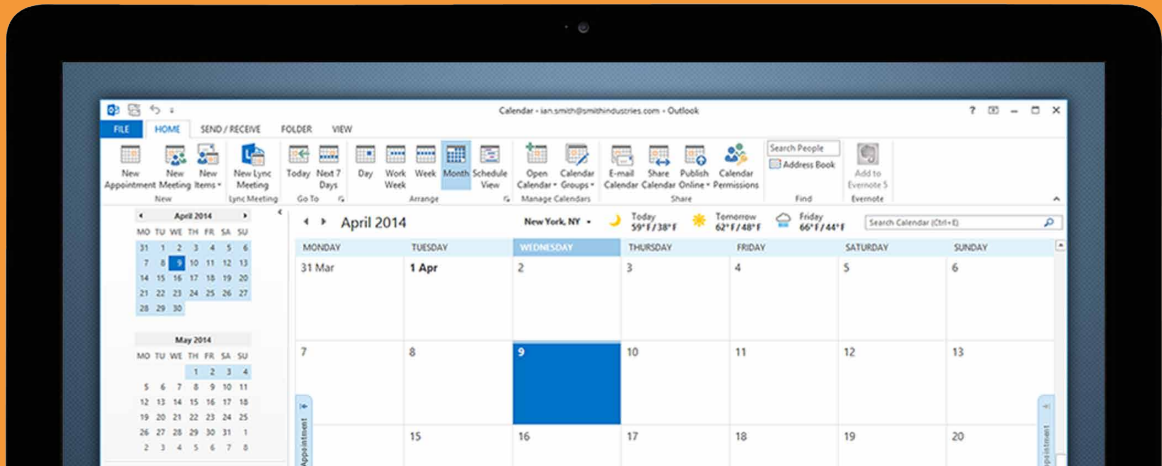 Calendar - ian.smith@smithindustries.com - Outlook
FILE HOME SEND / RECEIVE FOLDER VIEW
New Appointment
New Meeting
New Items
New Lync Meeting
Today
Next 7 Days
Day
Work Week
Week
Month
Schedule View
Open Calendar
Calendar Groups
E-mail Calendar
Share Calendar
Publish Online
Calendar Permissions
Search People
Address Book
Add to Evernote 5
New Lync Meeting Go To Arrange Manage Calendars Share Find Evernote
April 2014
MO TU WE TH FR SA SU
31 1 2 3 4 5 6
7 8 9 10 11 12 13
14 15 16 17 18 19 20
21 22 23 24 25 26 27
28 29 30
May 2014
MO TU WE TH FR SA SU
1 2 3 4
5 6 7 8 9 10 11
12 13 14 15 16 17 18
19 20 21 22 23 24 25
26 27 28 29 30 31 1
2 3 4 5 6 7 8
April 2014
New York, NY
Today
59°F/38°F
Tomorrow
62°F/48°F
Friday
66°F/44°F
Search Calendar (Ctrl+E)
MONDAY TUESDAY WEDNESDAY THURSDAY FRIDAY SATURDAY SUNDAY
31 Mar 1 Apr 2 3 4 5 6
7 8 9 10 11 12 13
15 16 17 18 19 20
Appointment